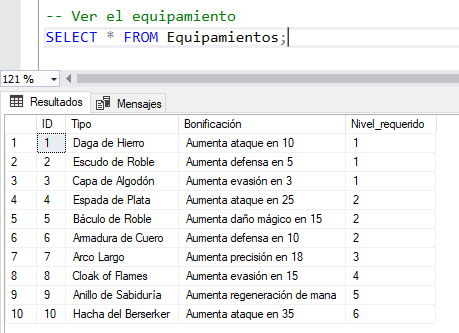 -- Ver el equipamiento
SELECT * FROM Equipamientos;
121 %
Resultados Mensajes
ID Tipo Bonificación Nivel_requerido
1 1 Daga de Hierro Aumenta ataque en 10 1
2 2 Escudo de Roble Aumenta defensa en 5 1
3 3 Capa de Algodón Aumenta evasión en 3 1
4 4 Espada de Plata Aumenta ataque en 25 2
5 5 Báculo de Roble Aumenta daño mágico en 15 2
6 6 Armadura de Cuero Aumenta defensa en 10 2
7 7 Arco Largo Aumenta precisión en 18 3
8 8 Cloak of Flames Aumenta evasión en 15 4
9 9 Anillo de Sabiduría Aumenta regeneración de mana 5
10 10 Hacha del Berserker Aumenta ataque en 35 6